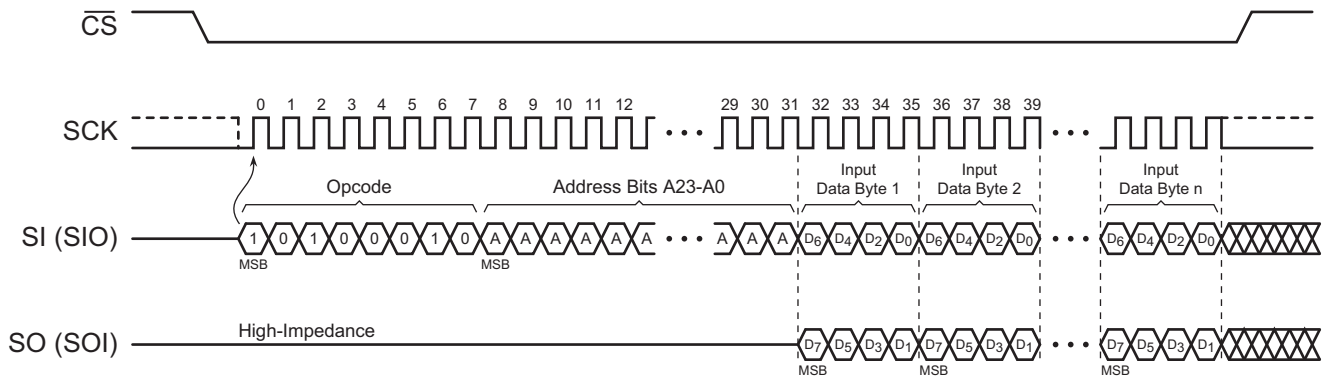 CS
SCK
0 1 2 3 4 5 6 7 8 9 10 11 12 29 30 31 32 33 34 35 36 37 38 39
Opcode
Address Bits A23-A0
Input
Data Byte 1
Input
Data Byte 2
Input
Data Byte n
SI (SIO)
1 0 1 0 0 0 1 0 A A A A A A A A A D6 D4 D2 D0 D6 D4 D2 D0 D6 D4 D2 D0
MSB MSB
High-Impedance
SO (SOI)
D7 D5 D3 D1 D7 D5 D3 D1 D7 D5 D3 D1
MSB MSB MSB